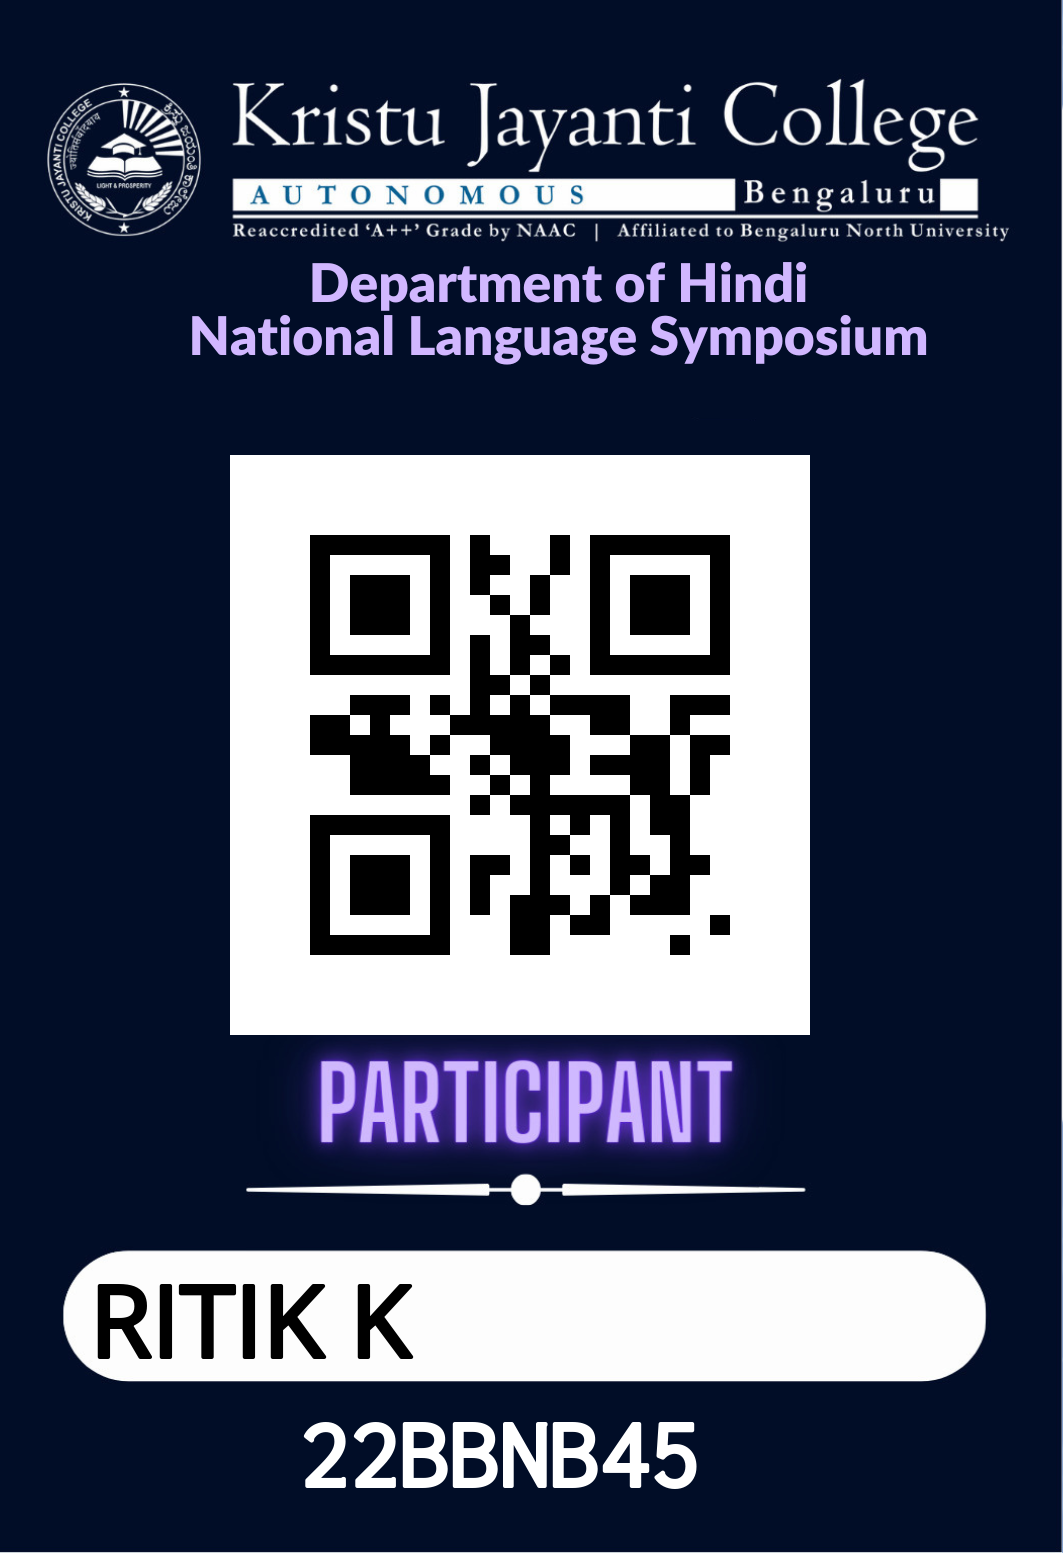 KRISTU JAYANTI COLLEGE
LIGHT & PROSPERITY
Kristu Jayanti College
AUTONOMOUS Bengaluru
Reaccredited ‘A++’ Grade by NAAC | Affiliated to Bengaluru North University
Department of Hindi
National Language Symposium
PARTICIPANT
RITIK K
22BBNB45